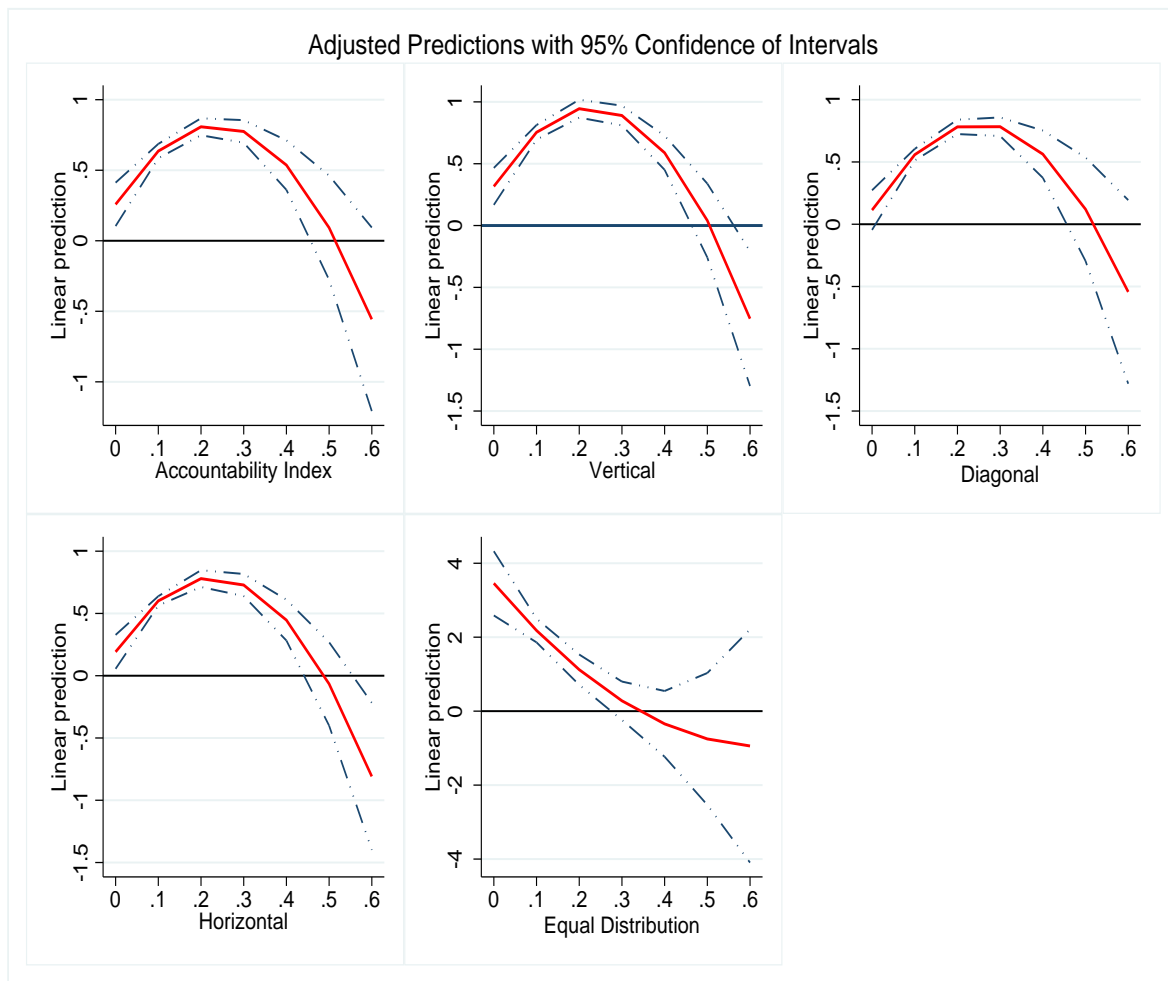 Adjusted Predictions with 95% Confidence of Intervals
Linear prediction
1
.5
0
-.5
-1
0 .1 .2 .3 .4 .5 .6
Accountability Index
Linear prediction
1
.5
0
-.5
-1
-1.5
0 .1 .2 .3 .4 .5 .6
Vertical
Linear prediction
1
.5
0
-.5
-1
-1.5
0 .1 .2 .3 .4 .5 .6
Diagonal
Linear prediction
1
.5
0
-.5
-1
-1.5
0 .1 .2 .3 .4 .5 .6
Horizontal
Linear prediction
4
2
0
-2
-4
0 .1 .2 .3 .4 .5 .6
Equal Distribution